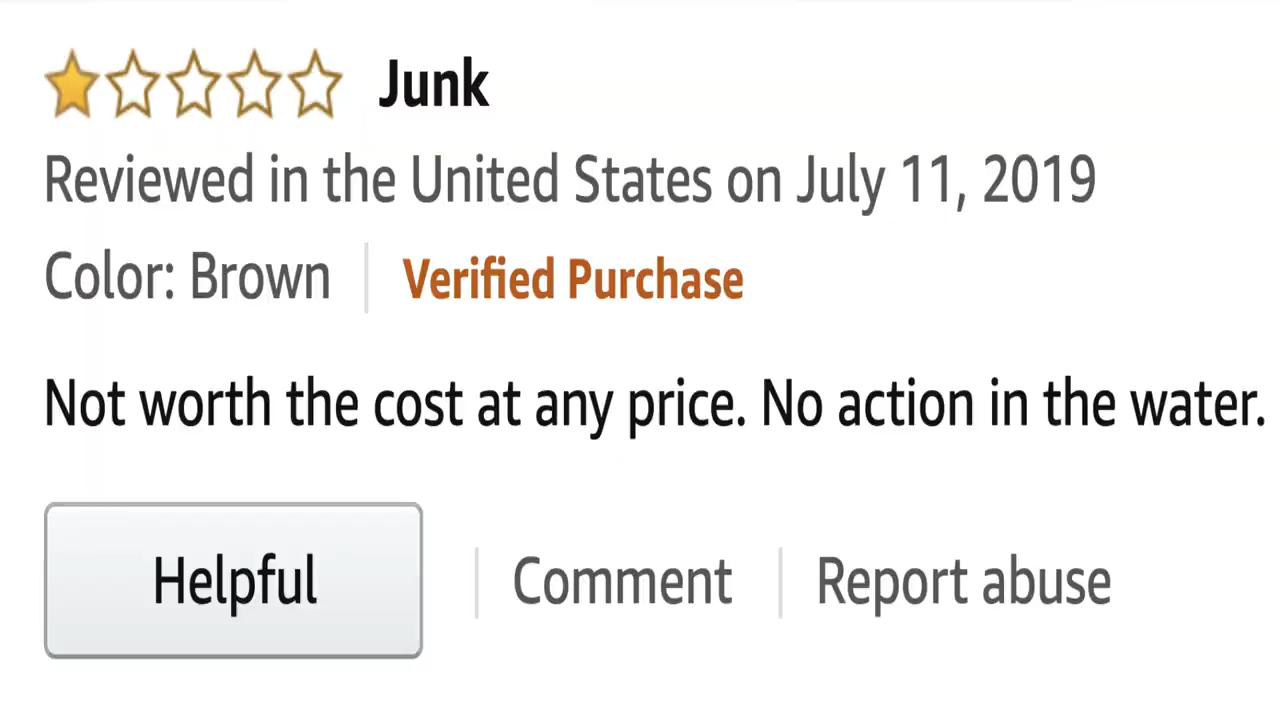 Junk
Reviewed in the United States on July 11, 2019
Color: Brown Verified Purchase
Not worth the cost at any price. No action in the water.
Helpful Comment Report abuse